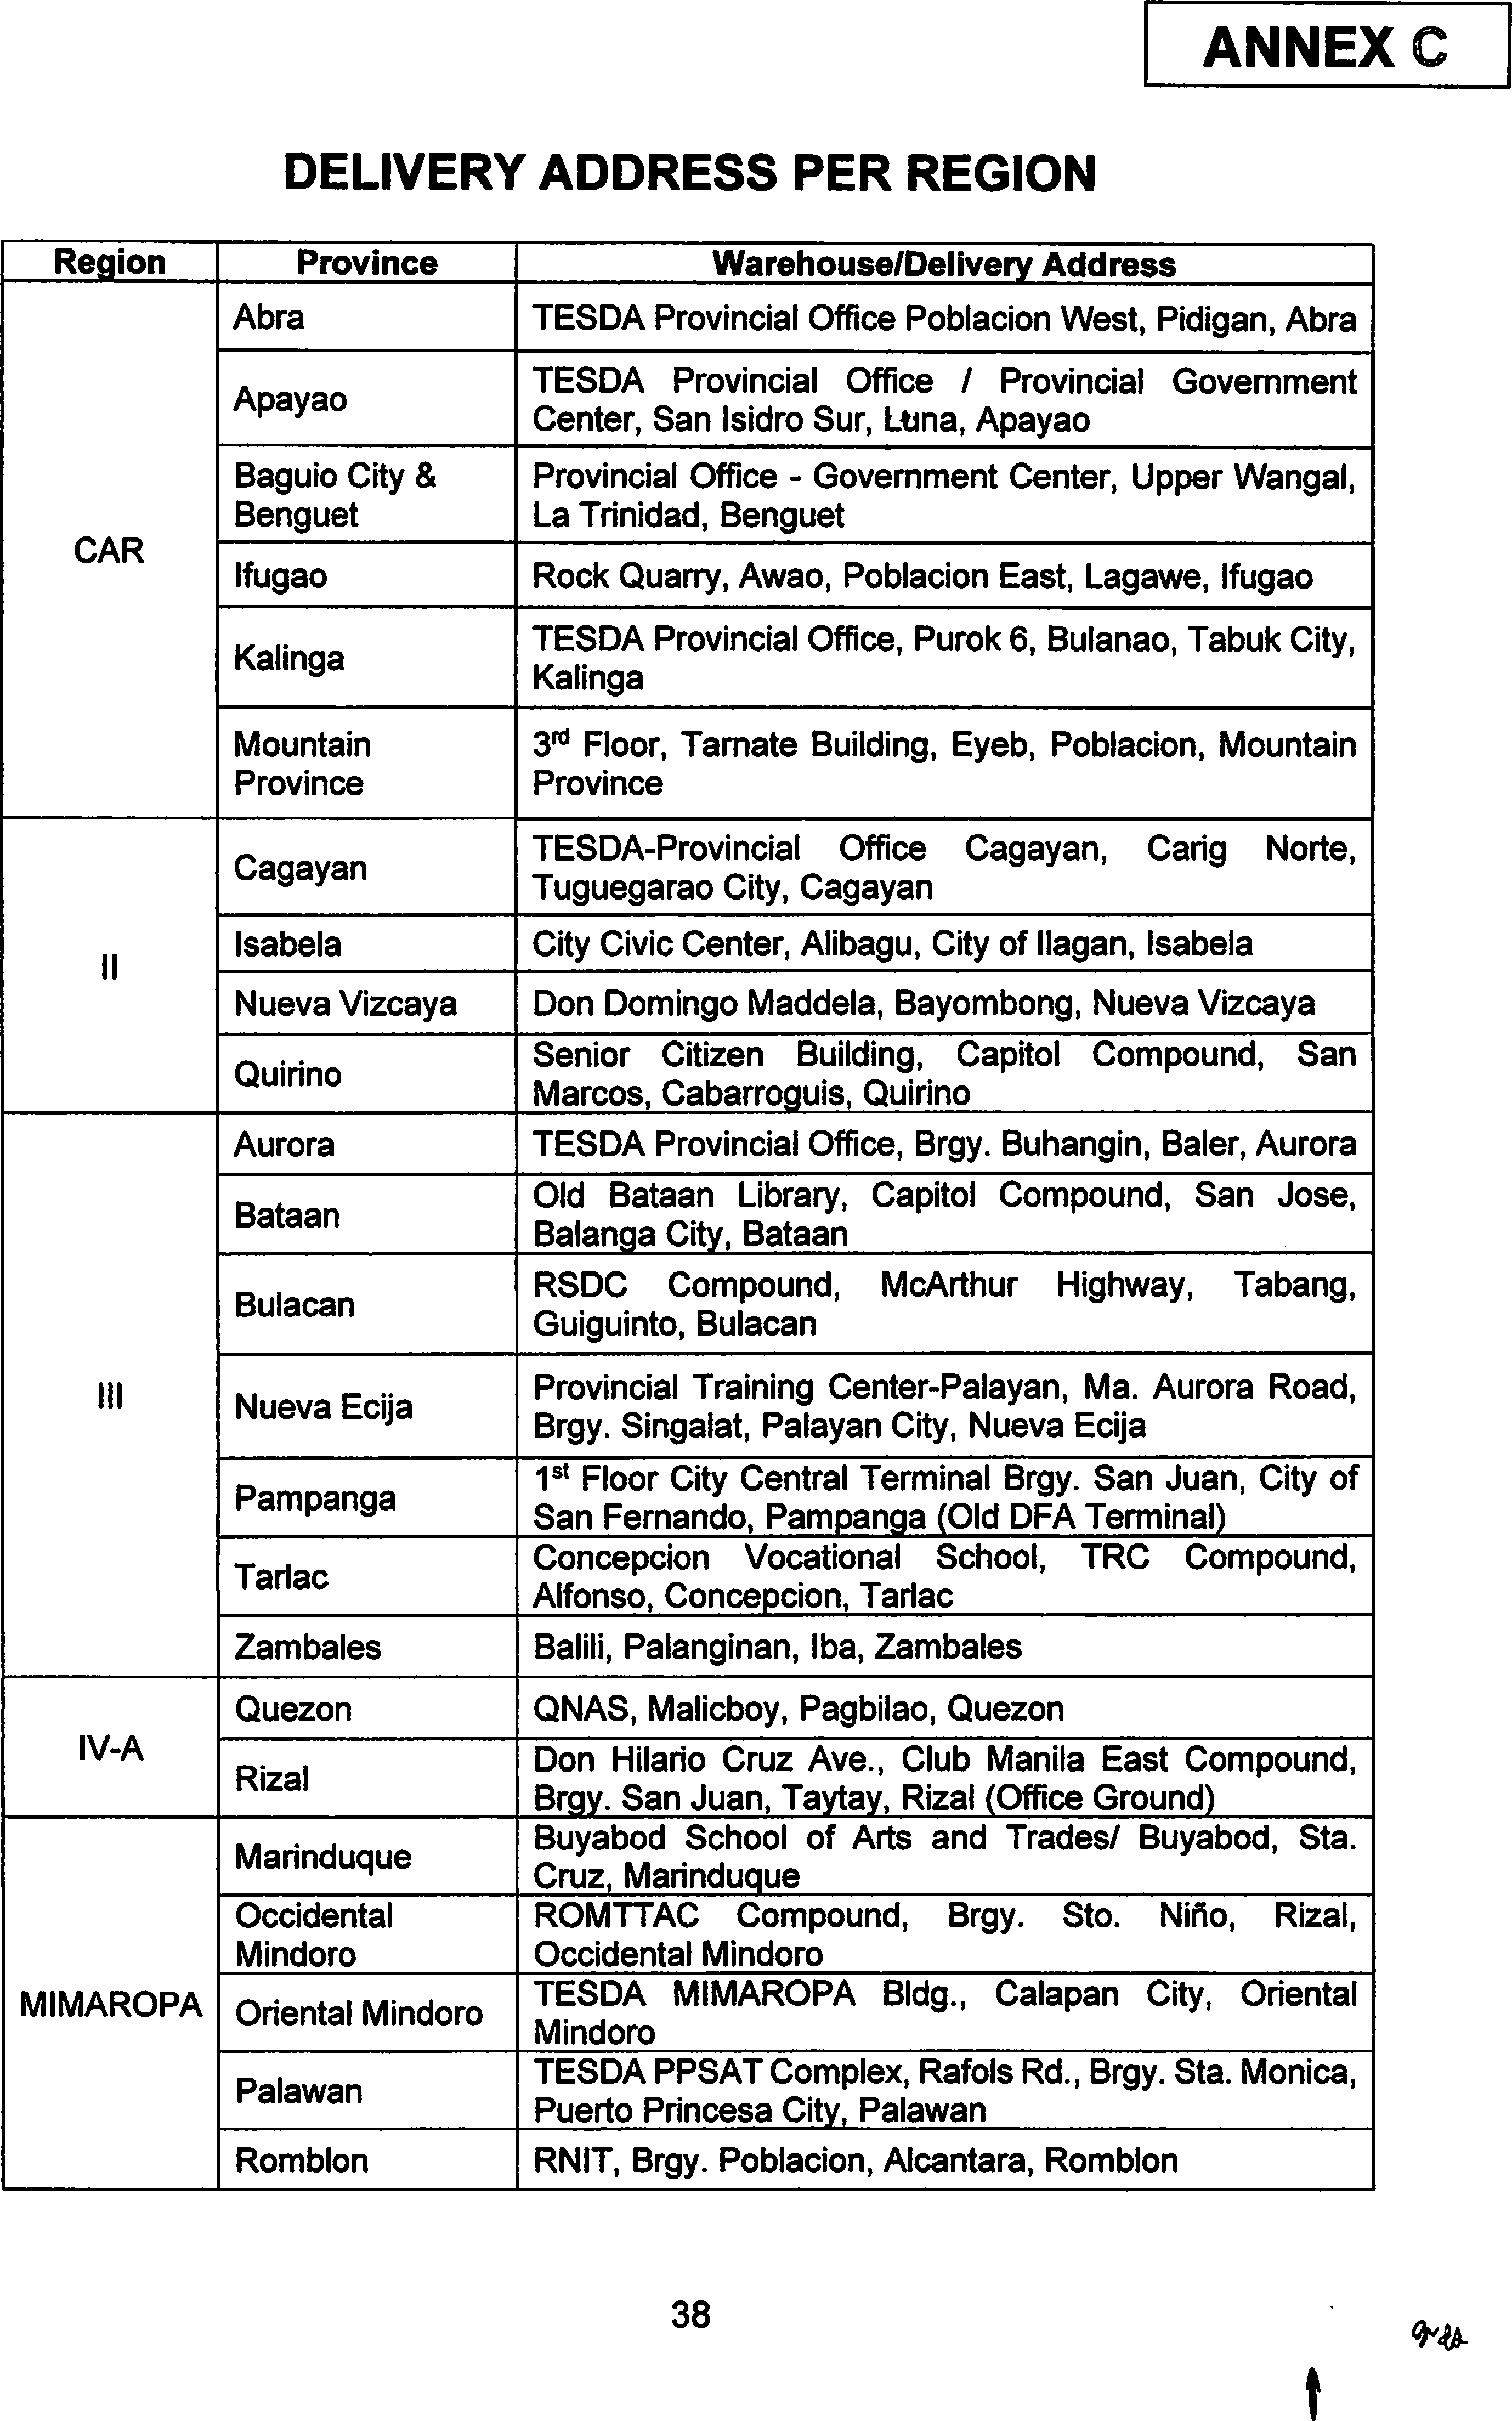 ANNEX C
DELIVERY ADDRESS PER REGION
Region Province Warehouse/Delivery Address
CAR
Abra TESDA Provincial Office Poblacion West, Pidigan, Abra
Apayao TESDA Provincial Office / Provincial Government
Center, San Isidro Sur, Luna, Apayao
Baguio City & Provincial Office - Government Center, Upper Wangal,
Benguet La Trinidad, Benguet
Ifugao Rock Quarry, Awao, Poblacion East, Lagawe, Ifugao
Kalinga TESDA Provincial Office, Purok 6, Bulanao, Tabuk City,
Kalinga
Mountain 3rd Floor, Tarnate Building, Eyeb, Poblacion, Mountain
Province Province
II
Cagayan TESDA-Provincial Office Cagayan, Carig Norte,
Tuguegarao City, Cagayan
Isabela City Civic Center, Alibagu, City of Ilagan, Isabela
Nueva Vizcaya Don Domingo Maddela, Bayombong, Nueva Vizcaya
Quirino Senior Citizen Building, Capitol Compound, San
Marcos, Cabarroguis, Quirino
III
Aurora TESDA Provincial Office, Brgy. Buhangin, Baler, Aurora
Bataan Old Bataan Library, Capitol Compound, San Jose,
Balanga City, Bataan
Bulacan RSDC Compound, McArthur Highway, Tabang,
Guiguinto, Bulacan
Nueva Ecija Provincial Training Center-Palayan, Ma. Aurora Road,
Brgy. Singalat, Palayan City, Nueva Ecija
Pampanga 1st Floor City Central Terminal Brgy. San Juan, City of
San Fernando, Pampanga (Old DFA Terminal)
Tarlac Concepcion Vocational School, TRC Compound,
Alfonso, Concepcion, Tarlac
Zambales Balili, Palanginan, Iba, Zambales
IV-A
Quezon QNAS, Malicboy, Pagbilao, Quezon
Rizal Don Hilario Cruz Ave., Club Manila East Compound,
Brgy. San Juan, Taytay, Rizal (Office Ground)
MIMAROPA
Marinduque Buyabod School of Arts and Trades/ Buyabod, Sta.
Cruz, Marinduque
Occidental ROMTTAC Compound, Brgy. Sto. Niño, Rizal,
Mindoro Occidental Mindoro
Oriental Mindoro TESDA MIMAROPA Bldg., Calapan City, Oriental
Mindoro
Palawan TESDA PPSAT Complex, Rafols Rd., Brgy. Sta. Monica,
Puerto Princesa City, Palawan
Romblon RNIT, Brgy. Poblacion, Alcantara, Romblon
38